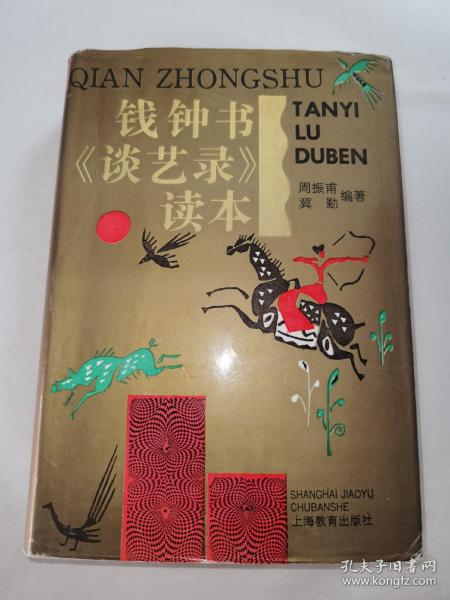 QIAN ZHONGSHU
钱钟书
《谈艺录》
读本
TANYI
LU
DUBEN
周振甫
冀勤
编著
SHANGHAI JIAOYU
CHUBANSHE
上海教育出版社
孔夫子旧书网
www.kongfz.com